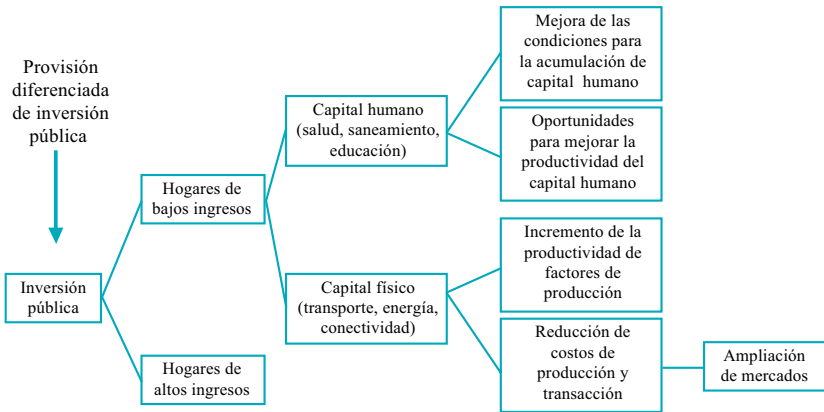 Provisión
diferenciada
de inversión
pública
Inversión
pública
Hogares de
bajos ingresos
Hogares de
altos ingresos
Capital humano
(salud, saneamiento,
educación)
Capital físico
(transporte, energía,
conectividad)
Mejora de las
condiciones para
la acumulación de
capital humano
Oportunidades
para mejorar la
productividad del
capital humano
Incremento de la
productividad de
factores de
producción
Reducción de
costos de
producción y
transacción
Ampliación
de mercados